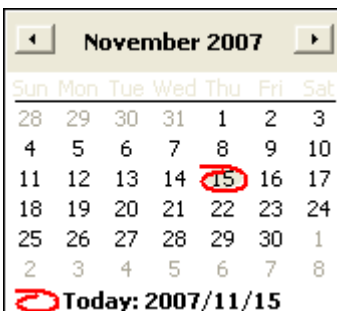 November 2007
Sun Mon Tue Wed Thu Fri Sat
28 29 30 31 1 2 3
4 5 6 7 8 9 10
11 12 13 14 15 16 17
18 19 20 21 22 23 24
25 26 27 28 29 30 1
2 3 4 5 6 7 8
Today: 2007/11/15